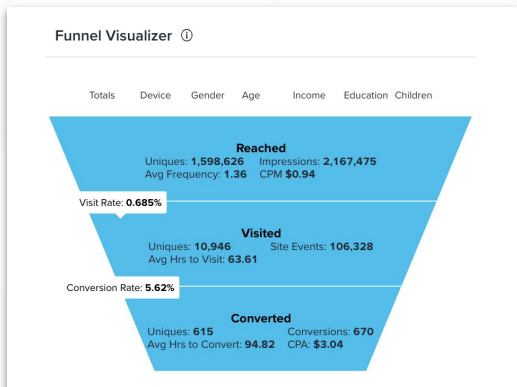 Funnel Visualizer ⓘ
Totals Device Gender Age Income Education Children
Reached
Uniques: 1,598,626 Impressions: 2,167,475
Avg Frequency: 1.36 CPM $0.94
Visit Rate: 0.685%
Visited
Uniques: 10,946 Site Events: 106,328
Avg Hrs to Visit: 63.61
Conversion Rate: 5.62%
Converted
Uniques: 615 Conversions: 670
Avg Hrs to Convert: 94.82 CPA: $3.04